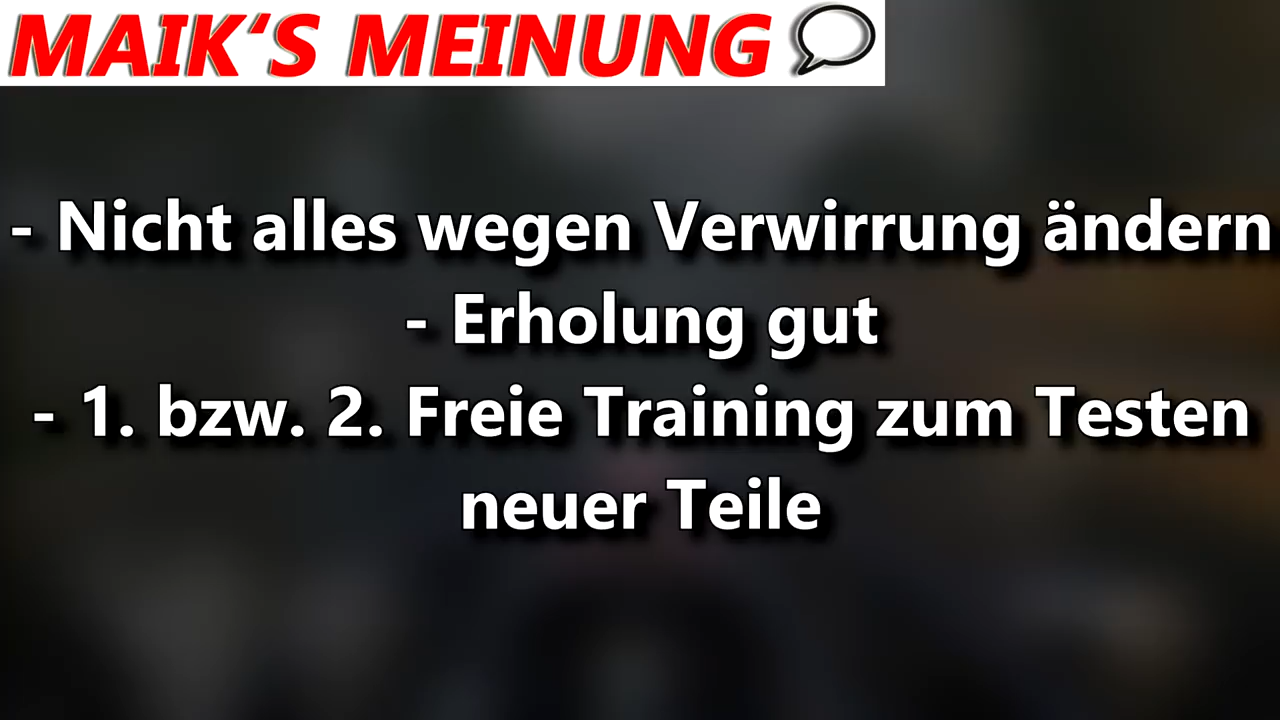 MAIK‘S MEINUNG
- Nicht alles wegen Verwirrung ändern
- Erholung gut
- 1. bzw. 2. Freie Training zum Testen
neuer Teile